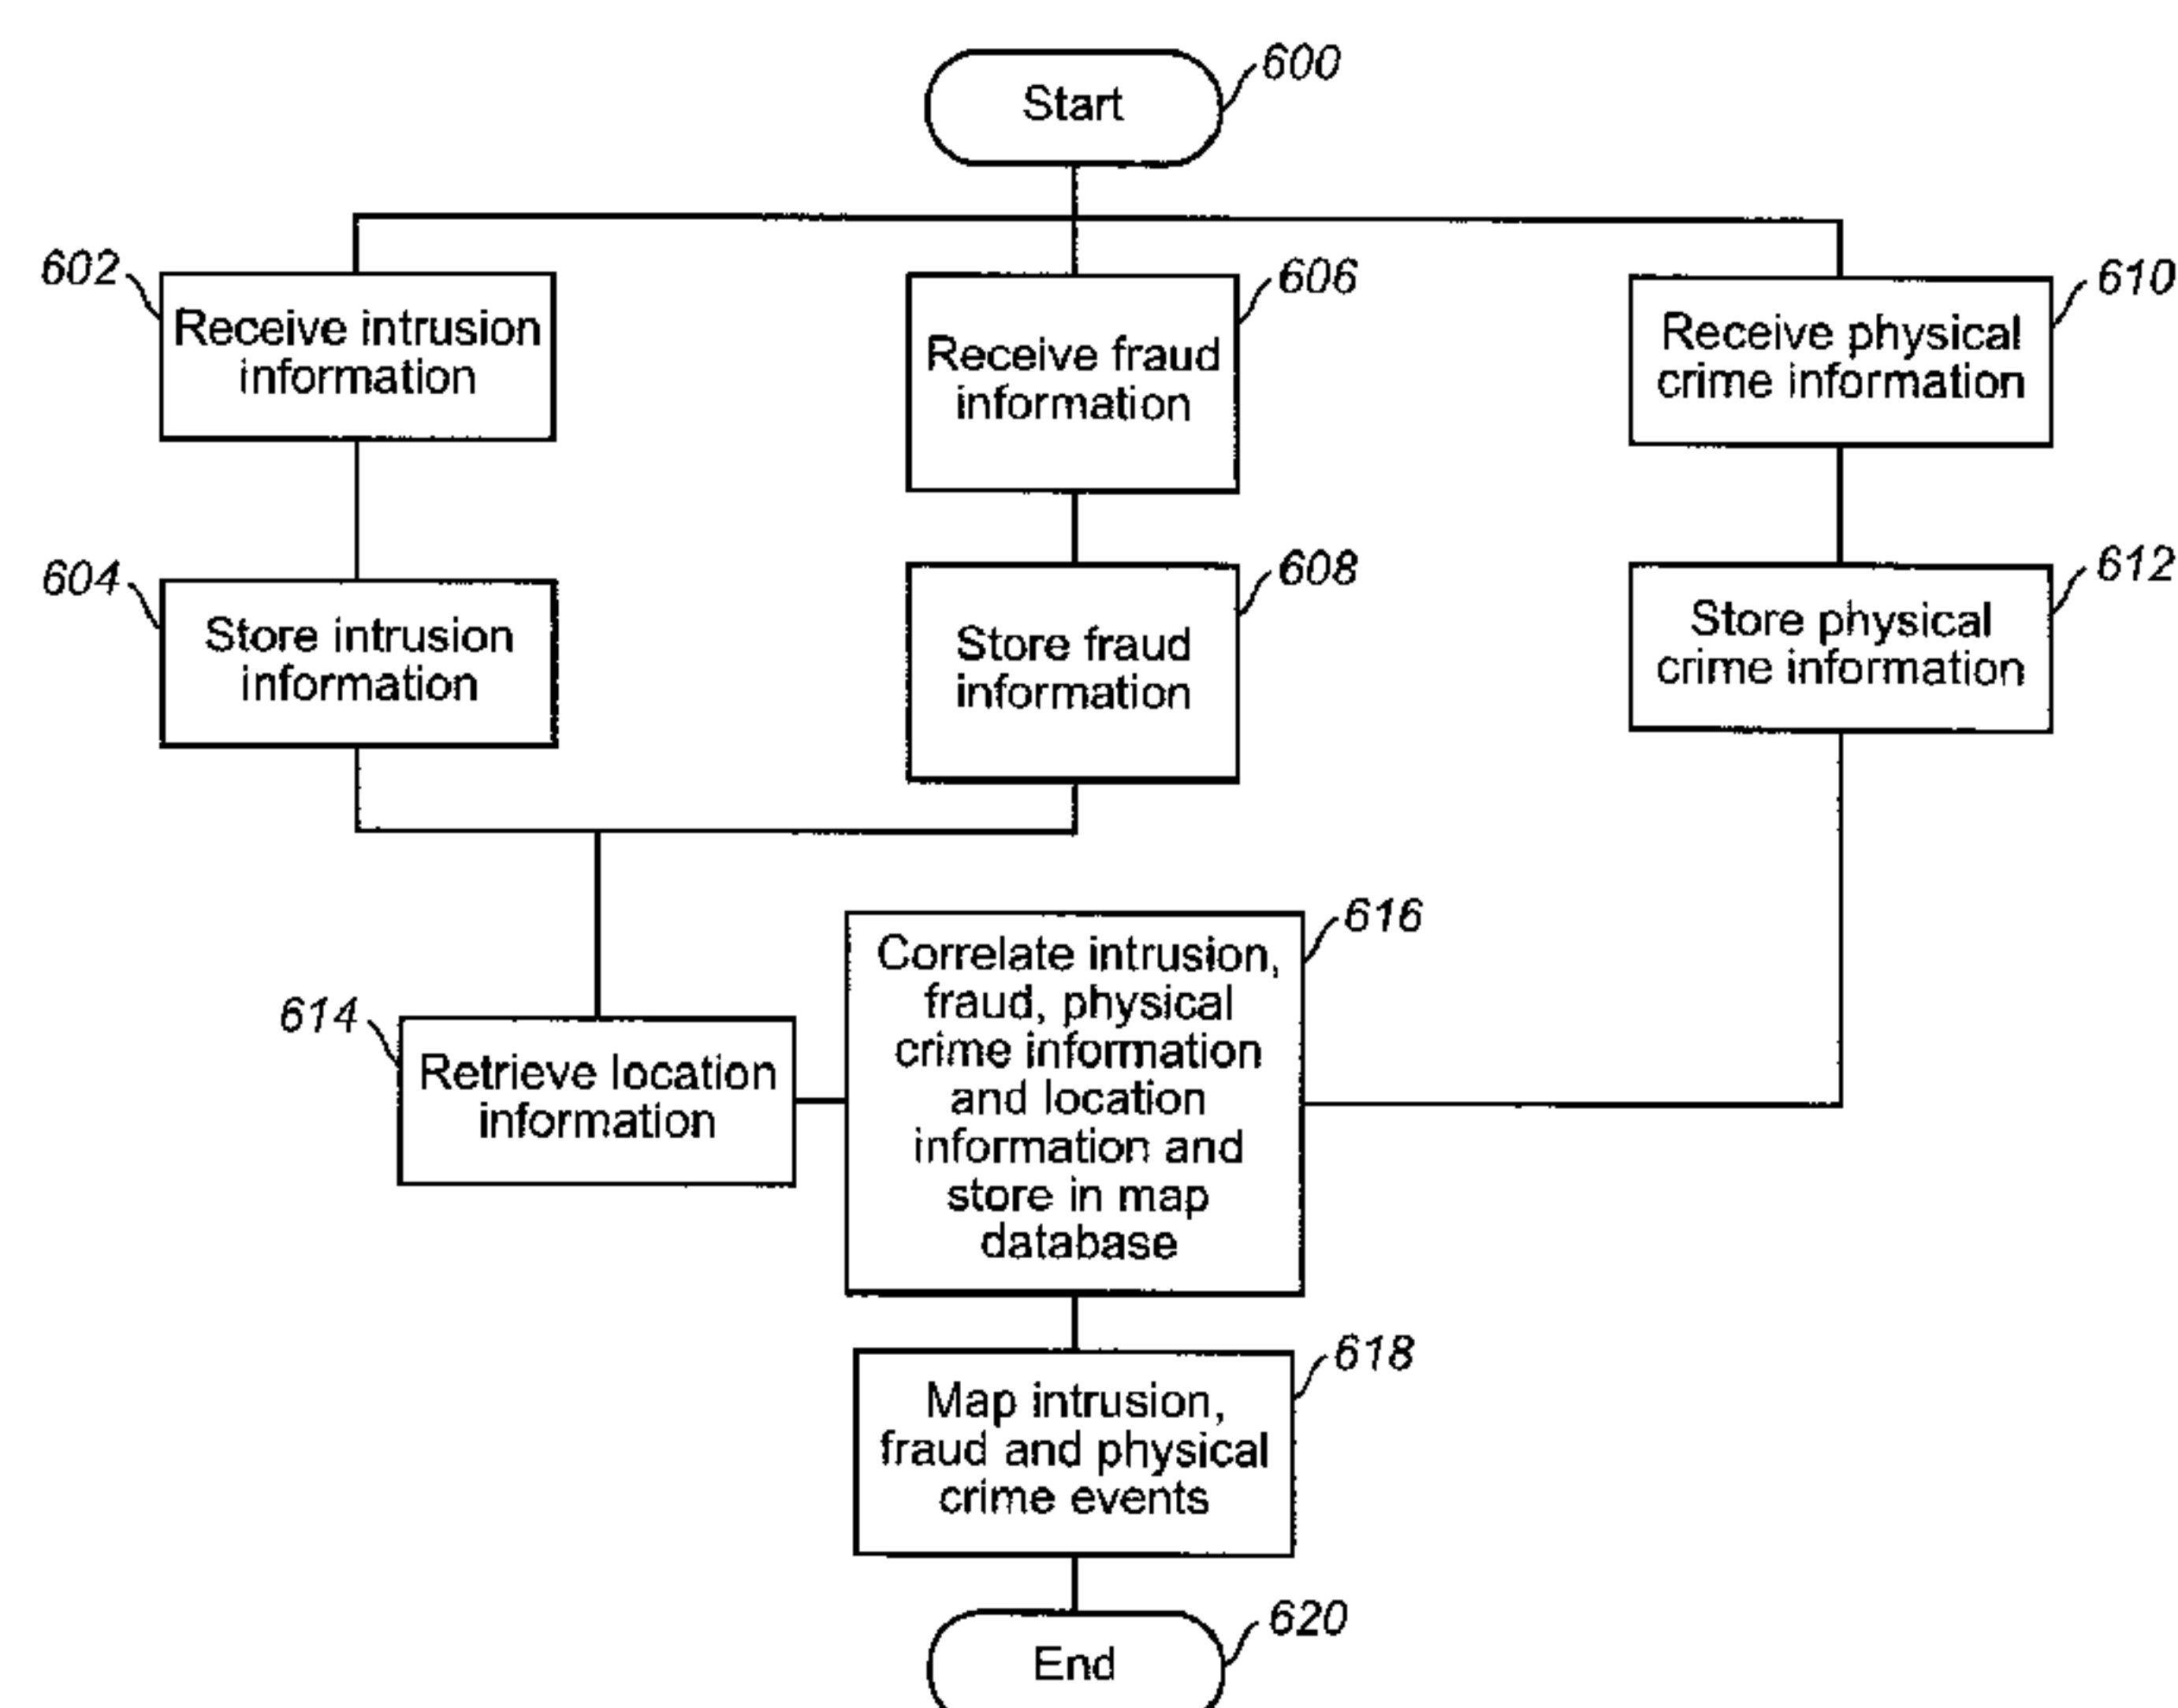 Start
600
602
Receive intrusion
information
606
Receive fraud
information
610
Receive physical
crime information
604
Store intrusion
information
608
Store fraud
information
612
Store physical
crime information
614
Retrieve location
information
616
Correlate intrusion,
fraud, physical
crime information
and location
information and
store in map
database
618
Map intrusion,
fraud and physical
crime events
620
End